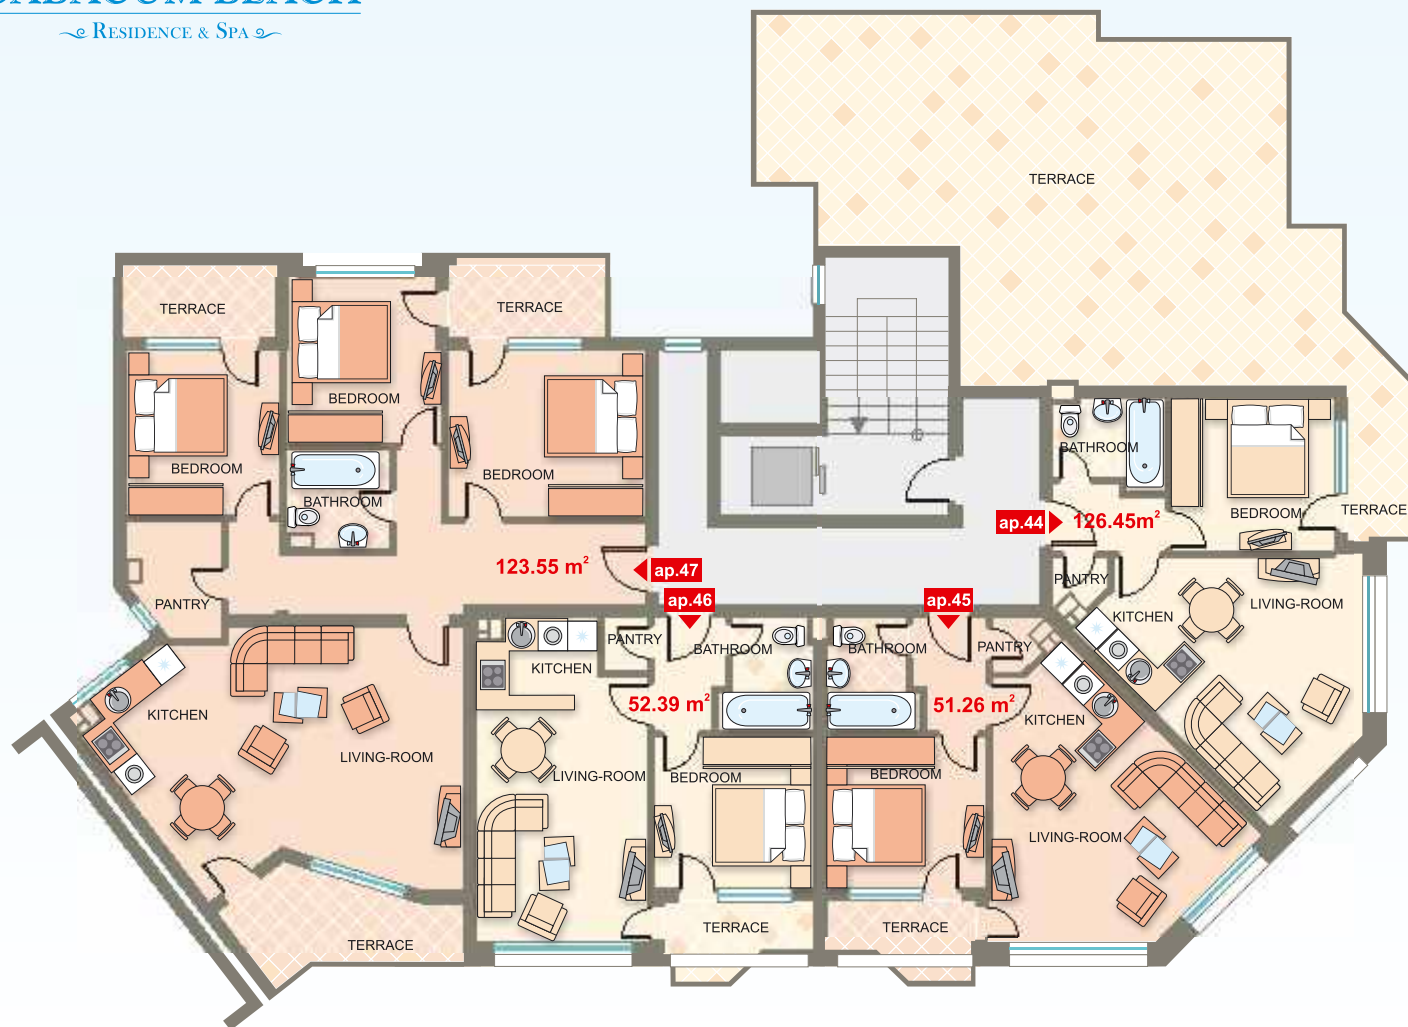 RESIDENCE & SPA
TERRACE
TERRACE
TERRACE
BEDROOM
BEDROOM
BEDROOM
BATHROOM
BATHROOM
BEDROOM
TERRACE
ap.44
126.45m²
123.55 m²
ap.47
PANTRY
ap.46
ap.45
PANTRY
KITCHEN
LIVING-ROOM
PANTRY
BATHROOM
BATHROOM
PANTRY
KITCHEN
52.39 m²
51.26 m²
KITCHEN
KITCHEN
LIVING-ROOM
LIVING-ROOM
BEDROOM
BEDROOM
LIVING-ROOM
TERRACE
TERRACE
TERRACE